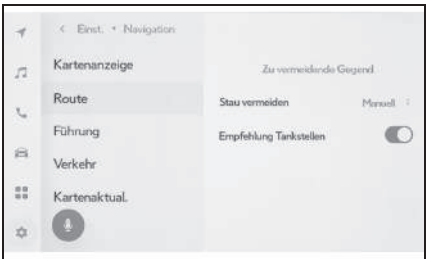 < Einst. • Navigation
Kartenanzeige
Route
Führung
Verkehr
Kartenaktual.
Zu vermeidende Gegend
Stau vermeiden Manuell
Empfehlung Tankstellen